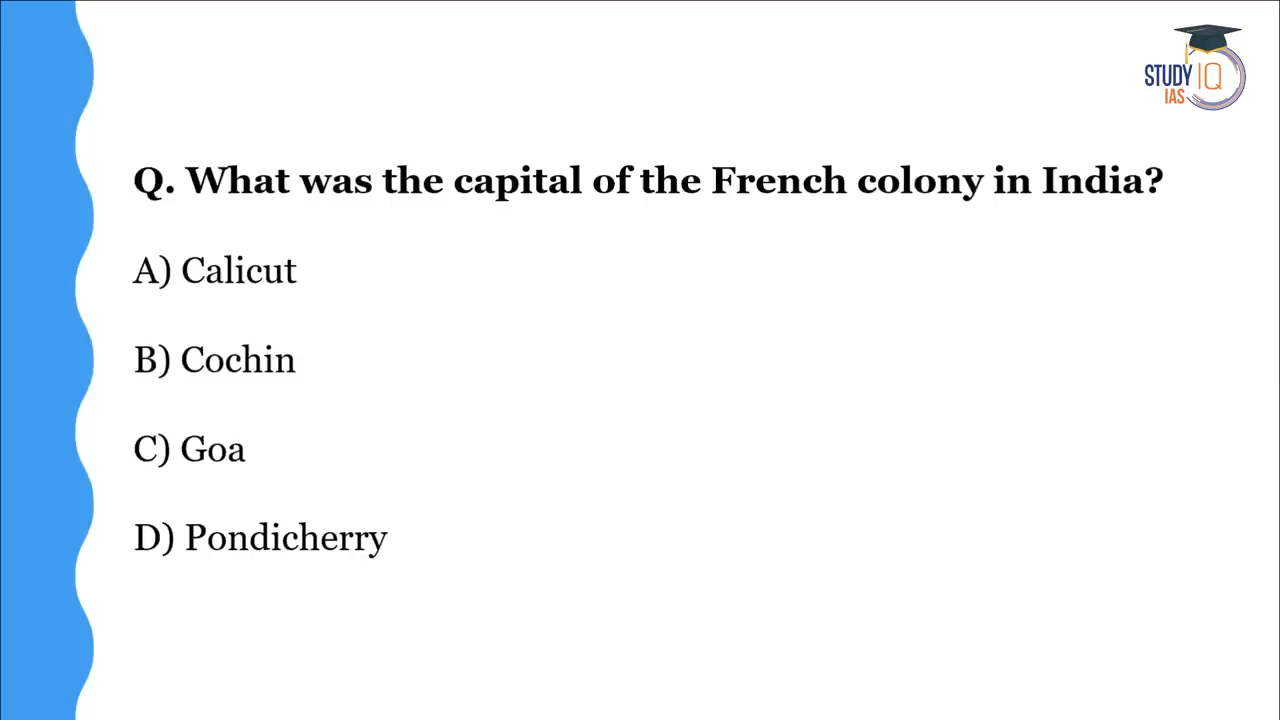 STUDY IQ
IAS
Q. What was the capital of the French colony in India?
A) Calicut
B) Cochin
C) Goa
D) Pondicherry